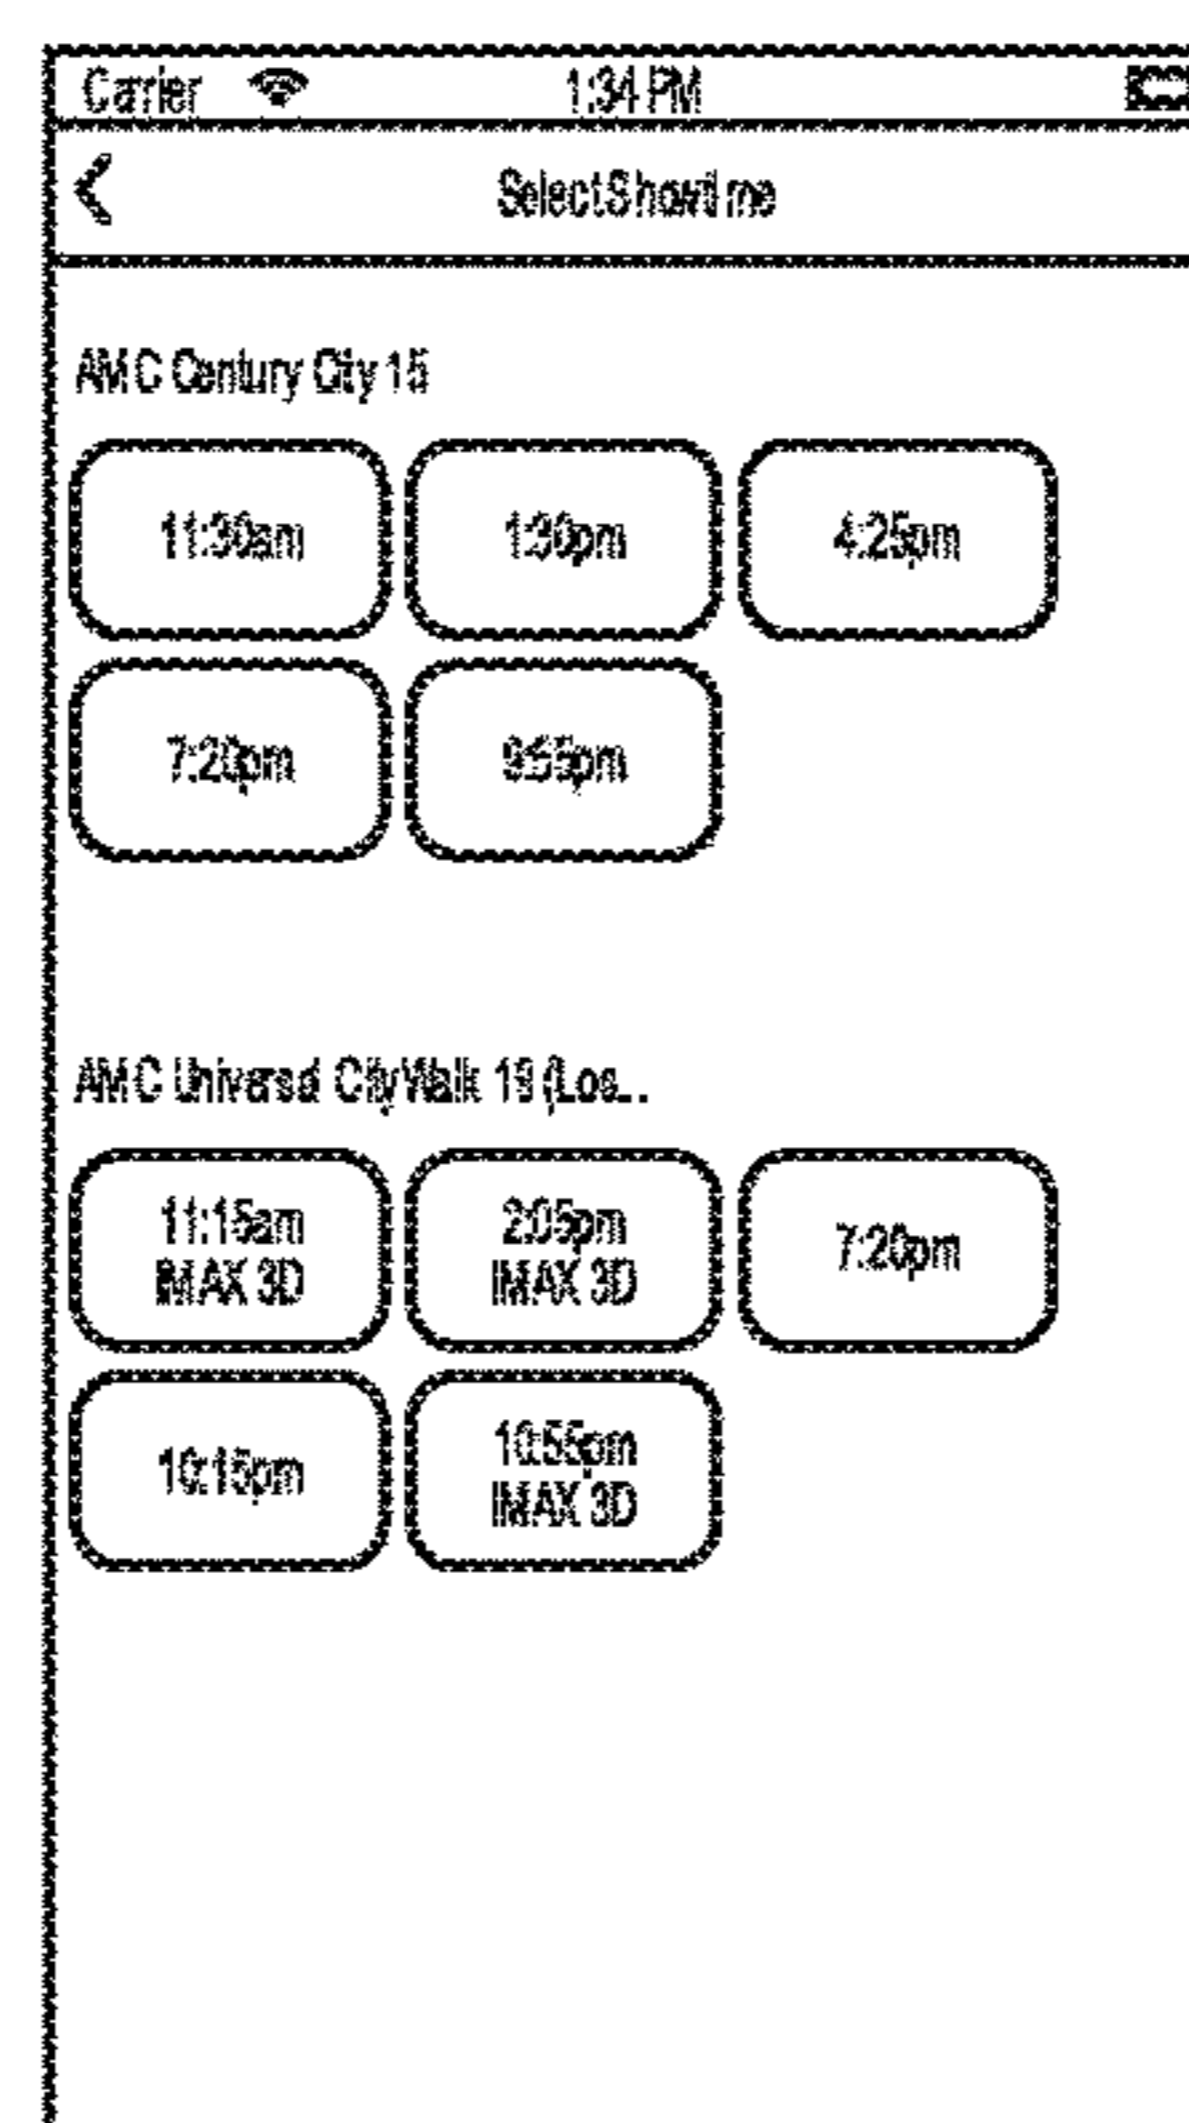 Carrier 1:34 PM
Select Showtime
AMC Century City 15
11:30am 1:30pm 4:25pm
7:20pm 9:55pm
AMC Universal CityWalk 19 (Los...
11:15am 2:05pm 7:20pm
IMAX 3D IMAX 3D
10:15pm 10:55pm
IMAX 3D